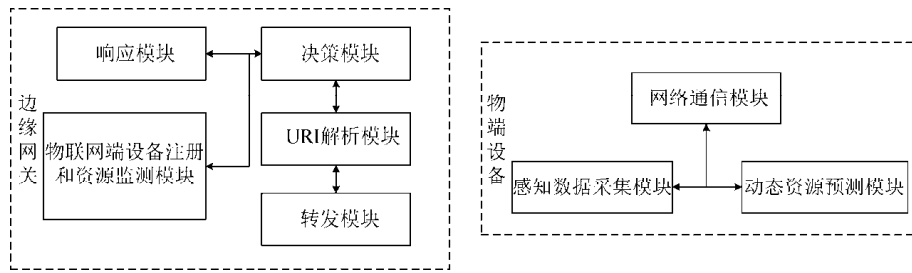 边缘网关
响应模块
决策模块
物联网端设备注册
和资源监测模块
URI解析模块
转发模块
物端设备
网络通信模块
感知数据采集模块
动态资源预测模块